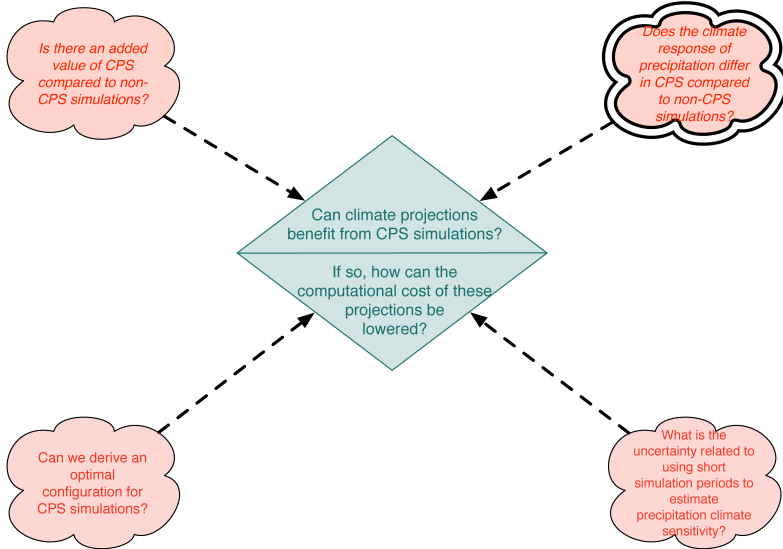 Is there an added
value of CPS
compared to non-
CPS simulations?
Does the climate
response of
precipitation differ
in CPS compared
to non-CPS
simulations?
Can climate projections
benefit from CPS simulations?
If so, how can the
computational cost of these
projections be
lowered?
Can we derive an
optimal
configuration for
CPS simulations?
What is the
uncertainty related to
using short
simulation periods to
estimate
precipitation climate
sensitivity?